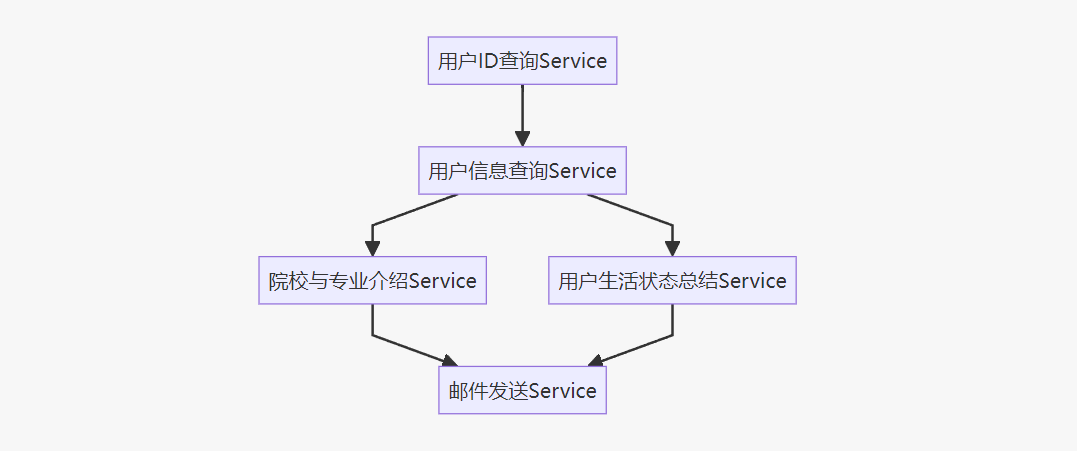 用户ID查询Service
用户信息查询Service
院校与专业介绍Service
用户生活状态总结Service
邮件发送Service